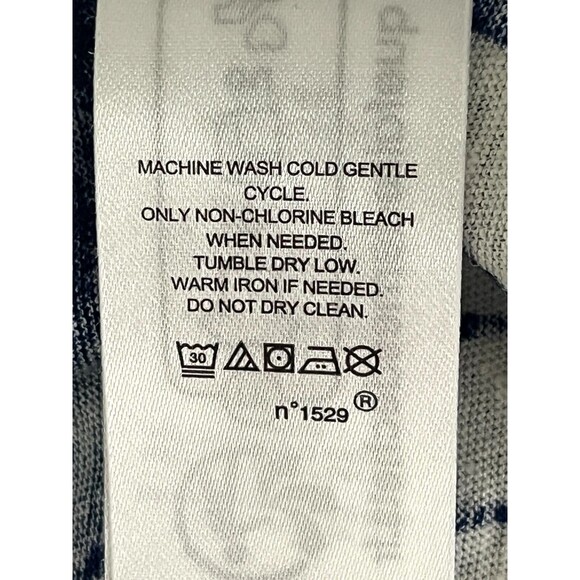 MACHINE WASH COLD GENTLE
CYCLE.
ONLY NON-CHLORINE BLEACH
WHEN NEEDED.
TUMBLE DRY LOW.
WARM IRON IF NEEDED.
DO NOT DRY CLEAN.
30
n°1529®